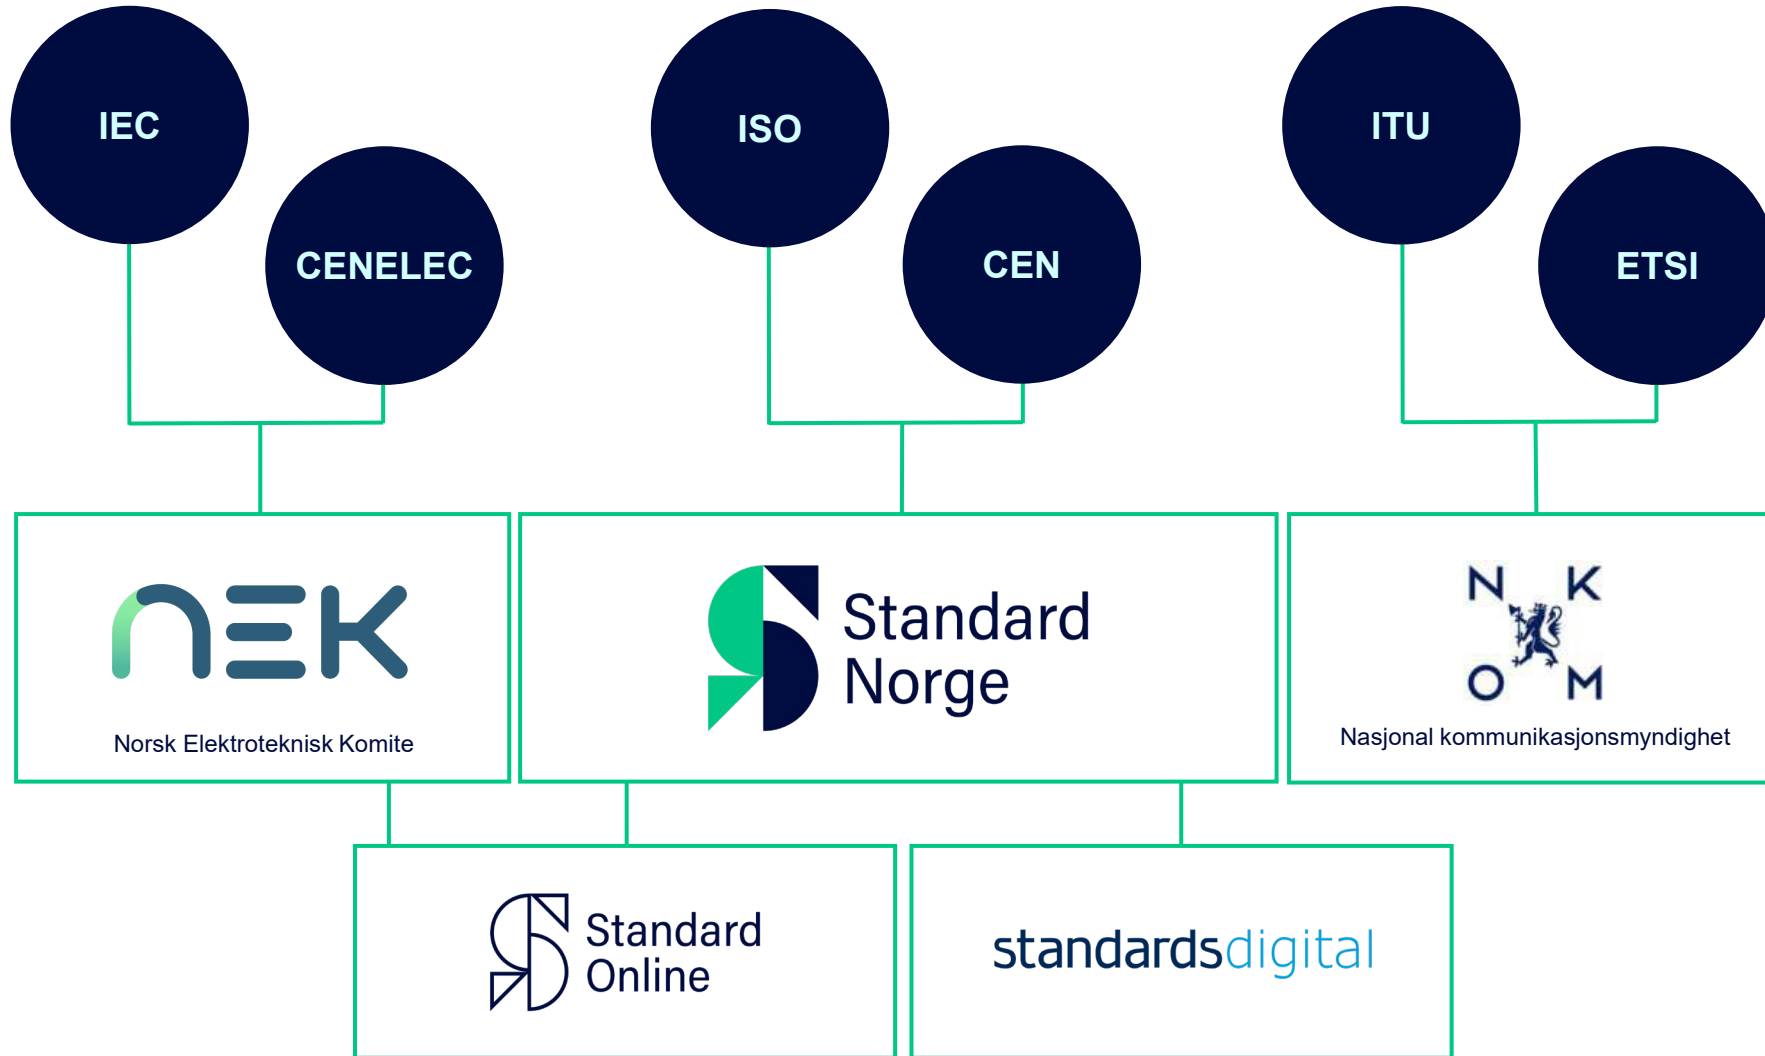 IEC
CENELEC
ISO
CEN
ITU
ETSI
NEK
Norsk Elektroteknisk Komite
Standard
Norge
N K
O M
Nasjonal kommunikasjonsmyndighet
Standard
Online
standardsdigital